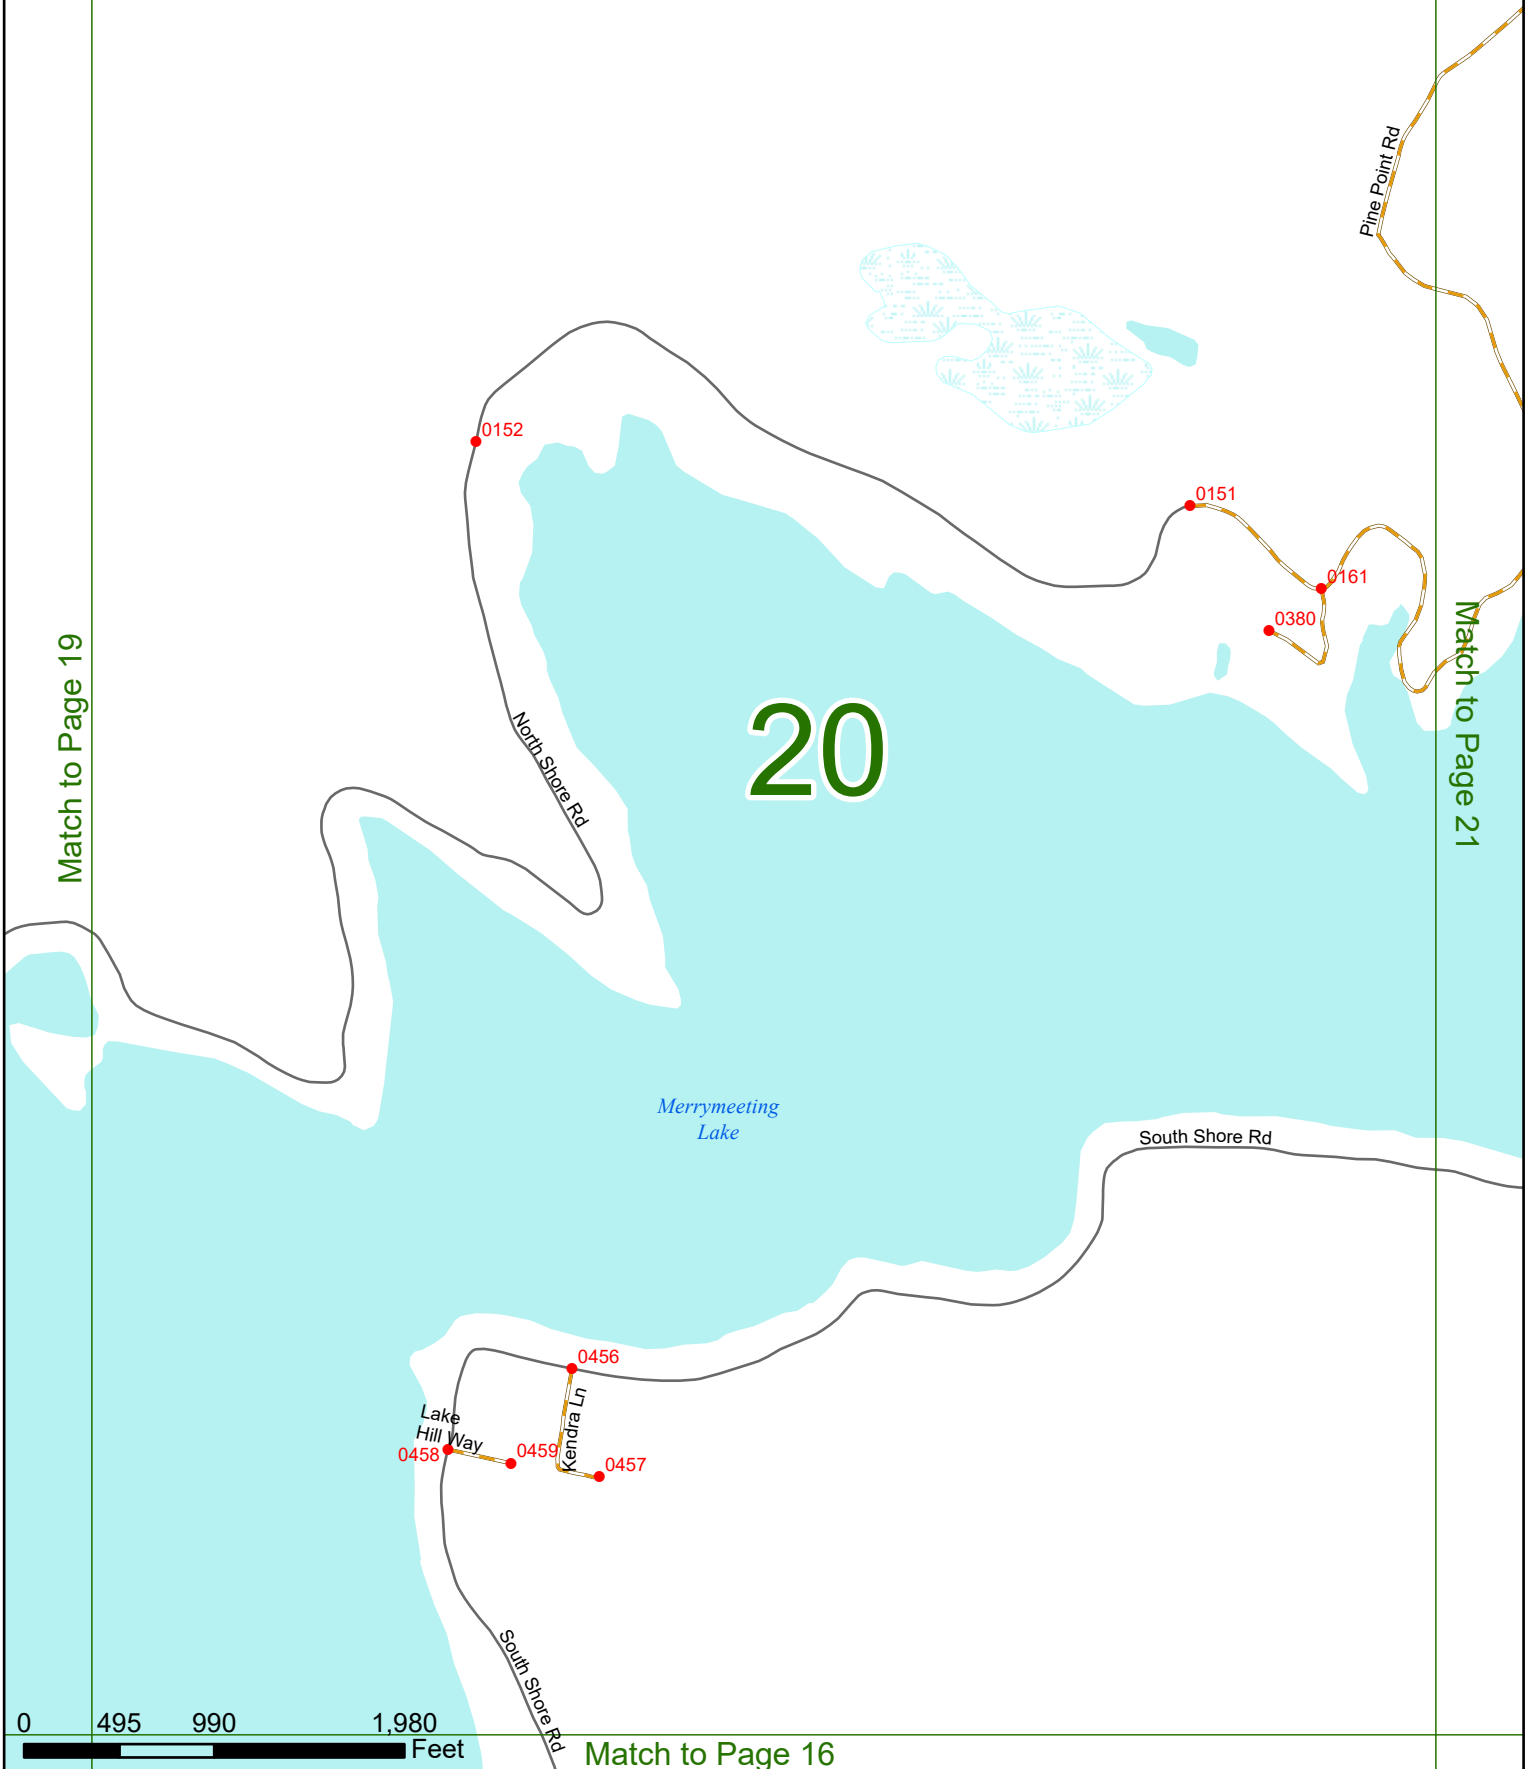 Pine Point Rd
0152
0151
0161
0380
Match to Page 19
Match to Page 21
20
North Shore Rd
Merrymeeting
Lake
South Shore Rd
0456
Kendra Ln
Lake
Hill Way
0458
0459
0457
South Shore Rd
0 495 990 1,980
Feet
Match to Page 16